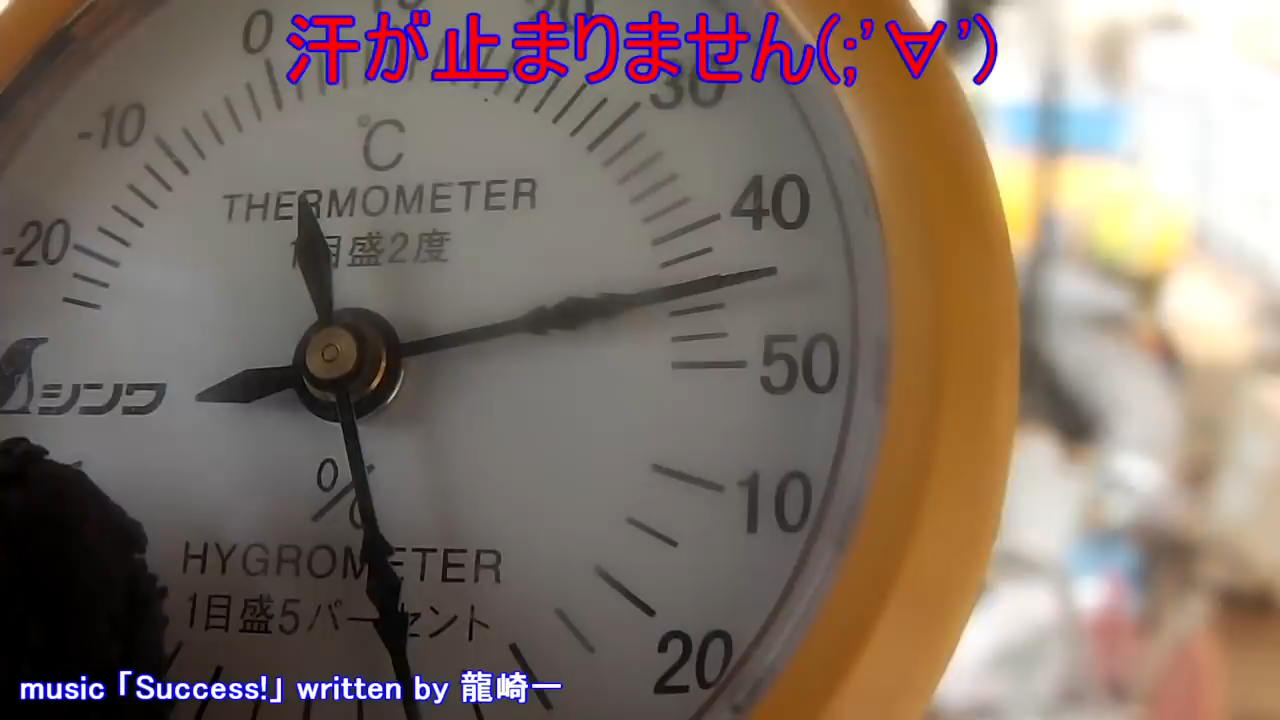 汗が止まりません(;'∀')
0
10
20
30
-10
℃
THERMOMETER
40
1目盛2度
-20
50
シンワ
%
10
HYGROMETER
1目盛5パーセント
20
music 「Success!」 written by 龍崎一